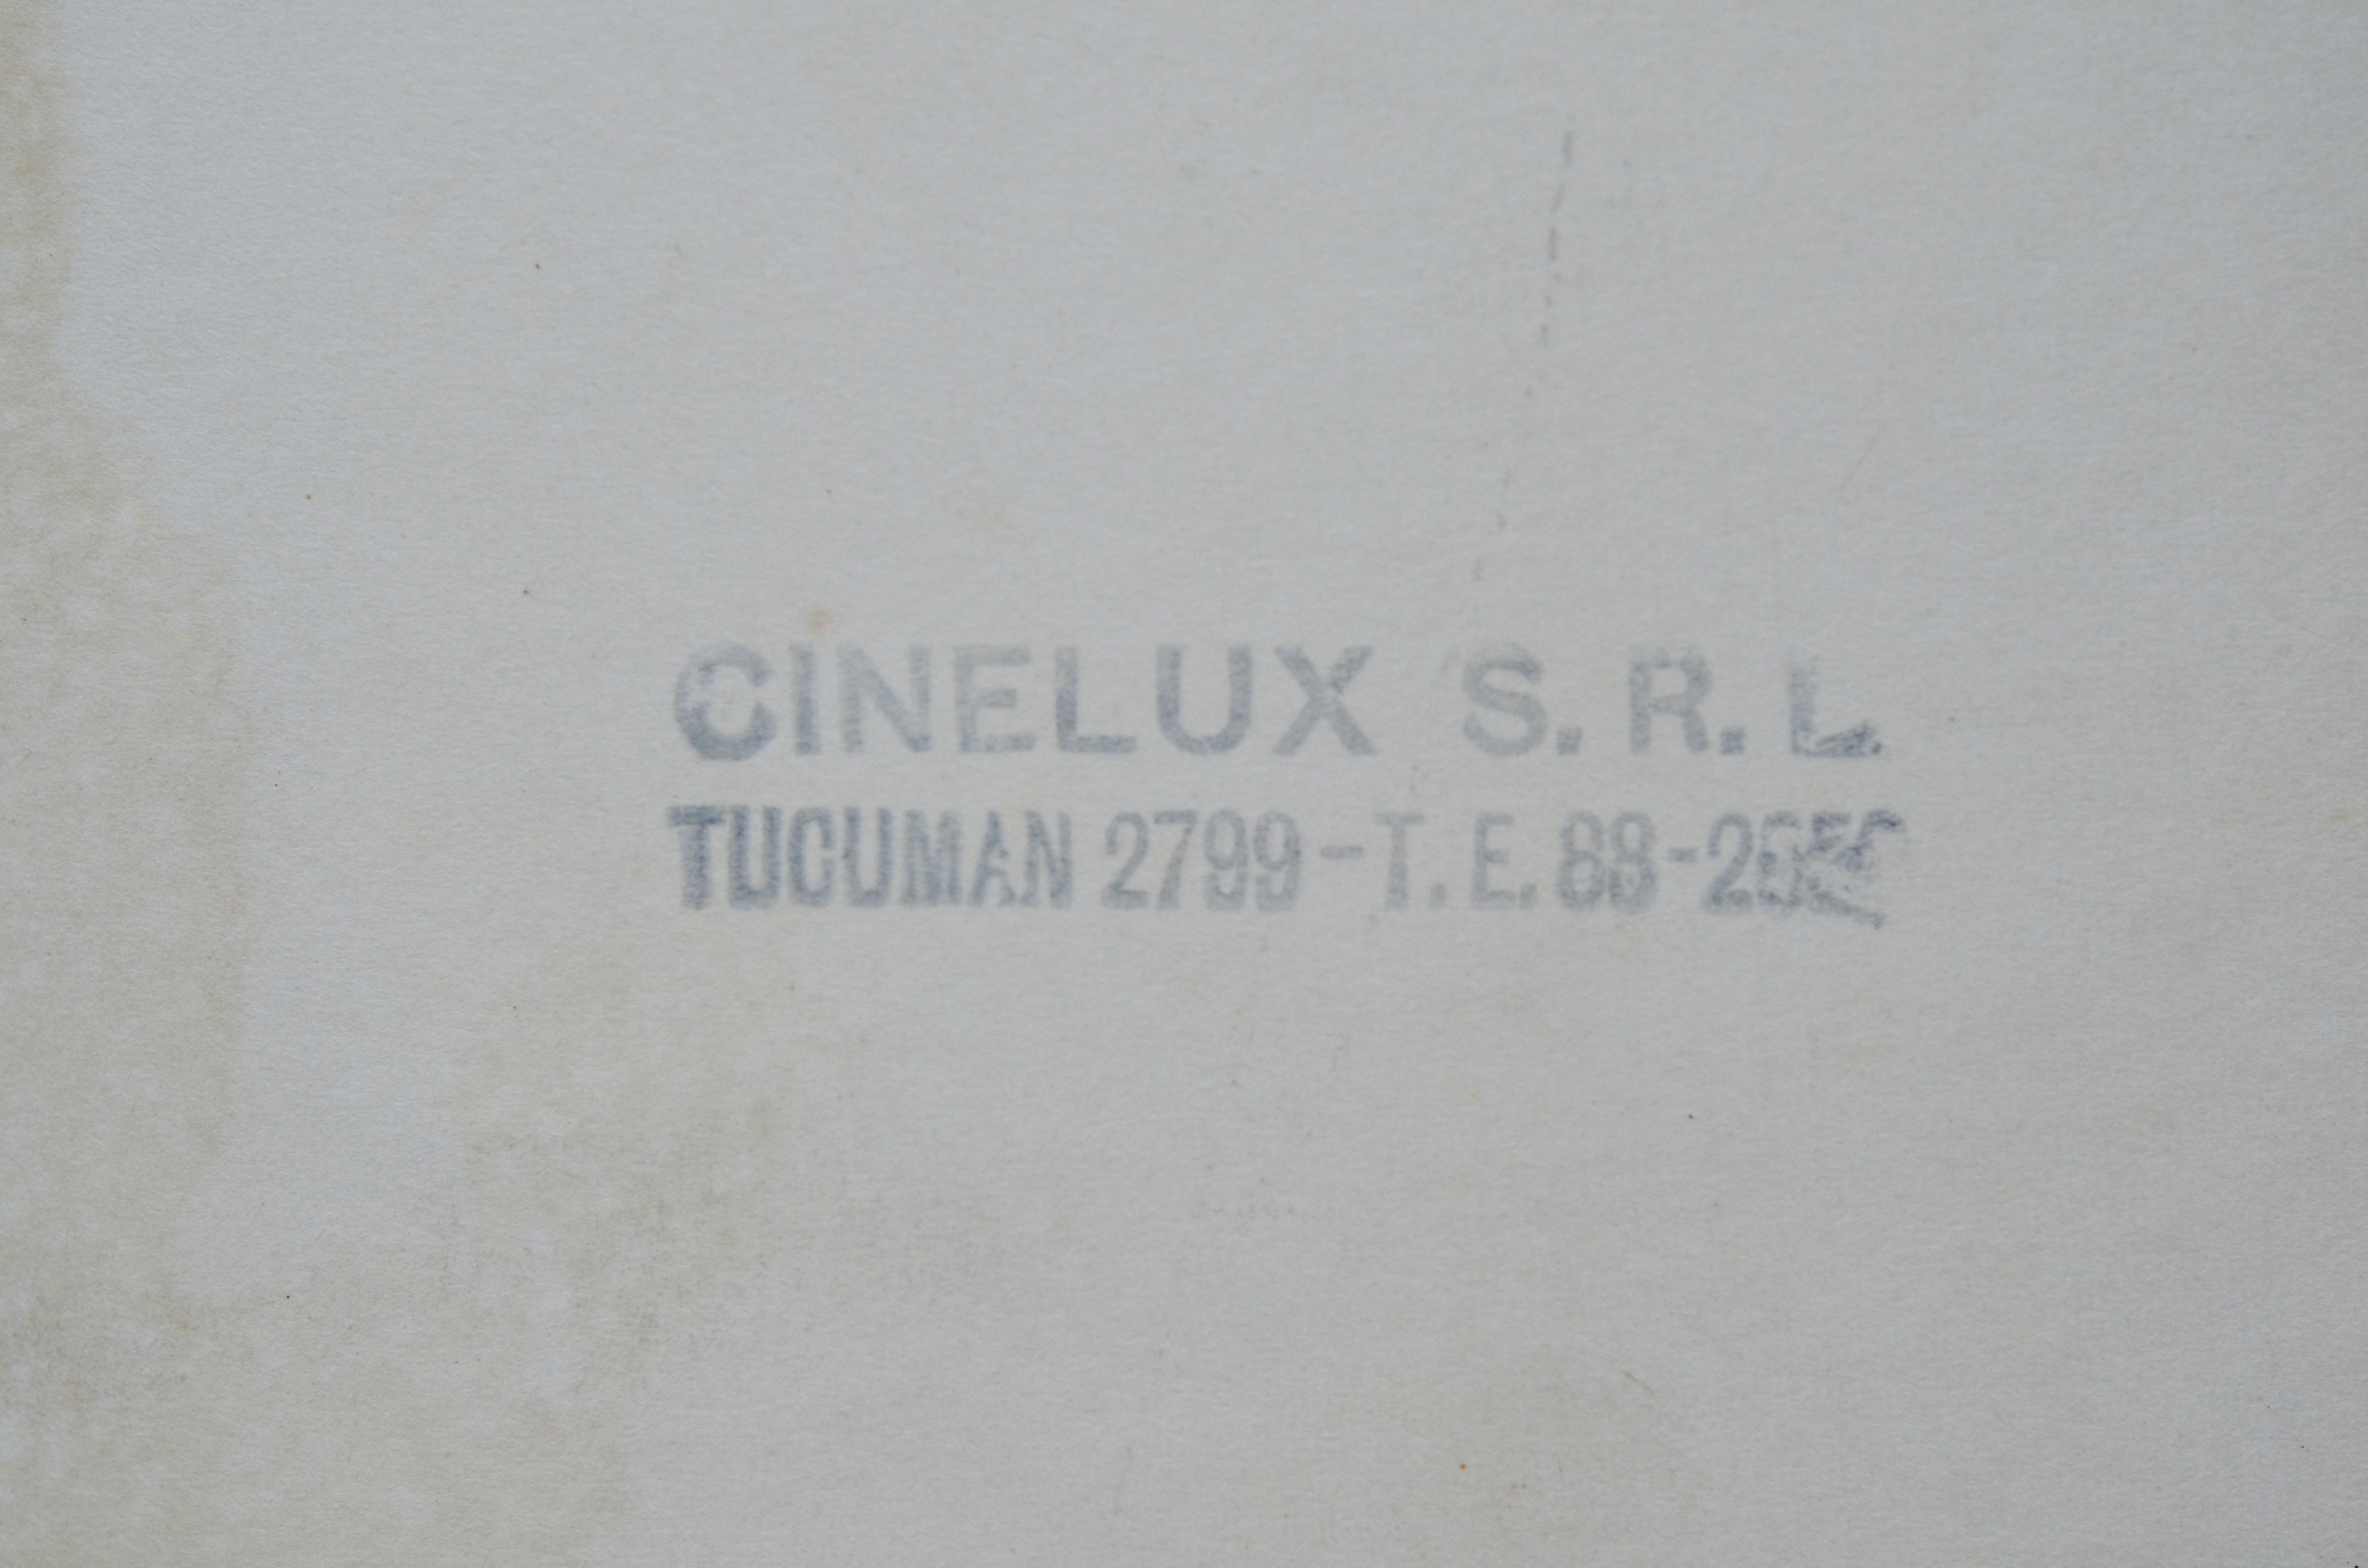 CINELUX S. R. L.
TUCUMAN 2799 - T. E.